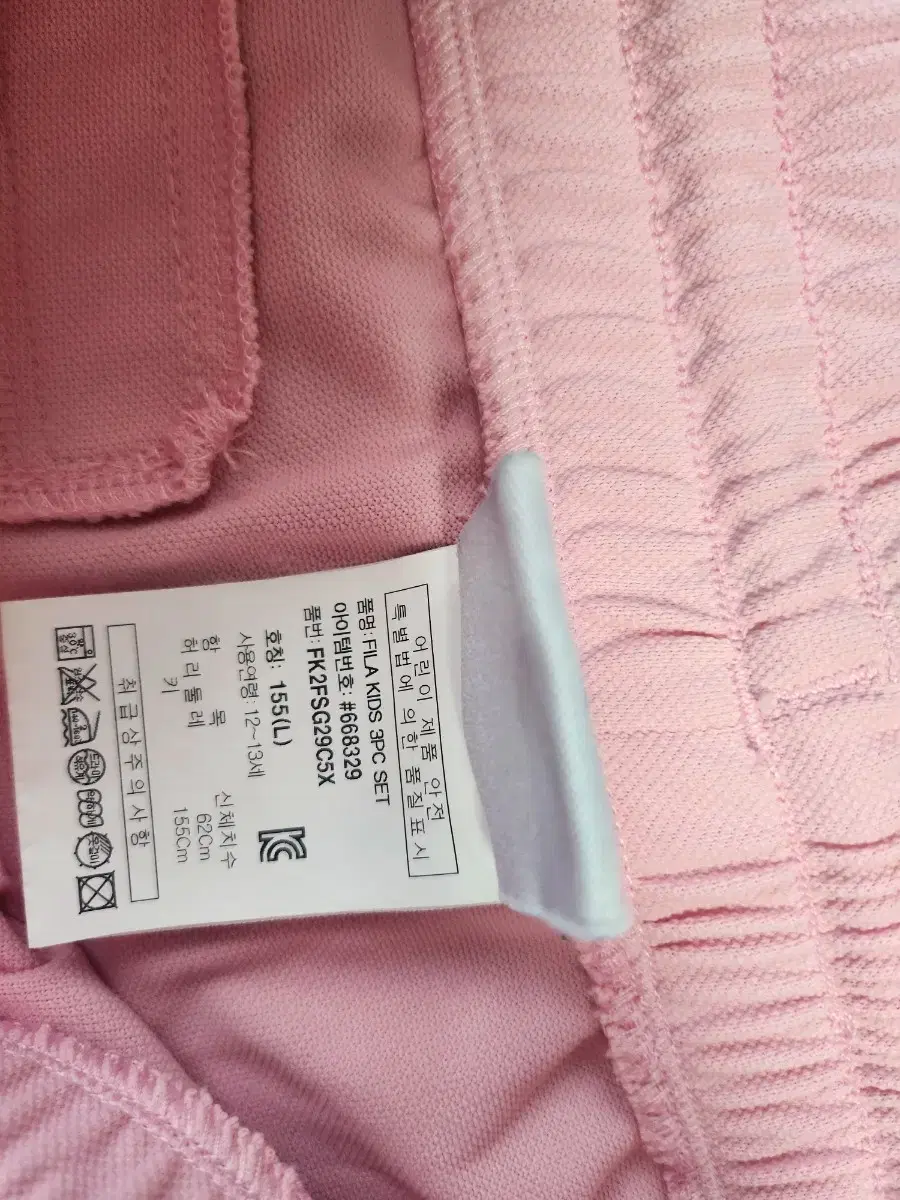 어린이 제품 안전
특별법에 의한 품질표시
품명: FILA KIDS 3PC SET
아이템번호: #668329
품번: FK2FSG29C5X
호칭: 155(L)
사용연령: 12~13세
항 목 신체치수
허리둘레 62Cm
키 155Cm
취급상주의사항